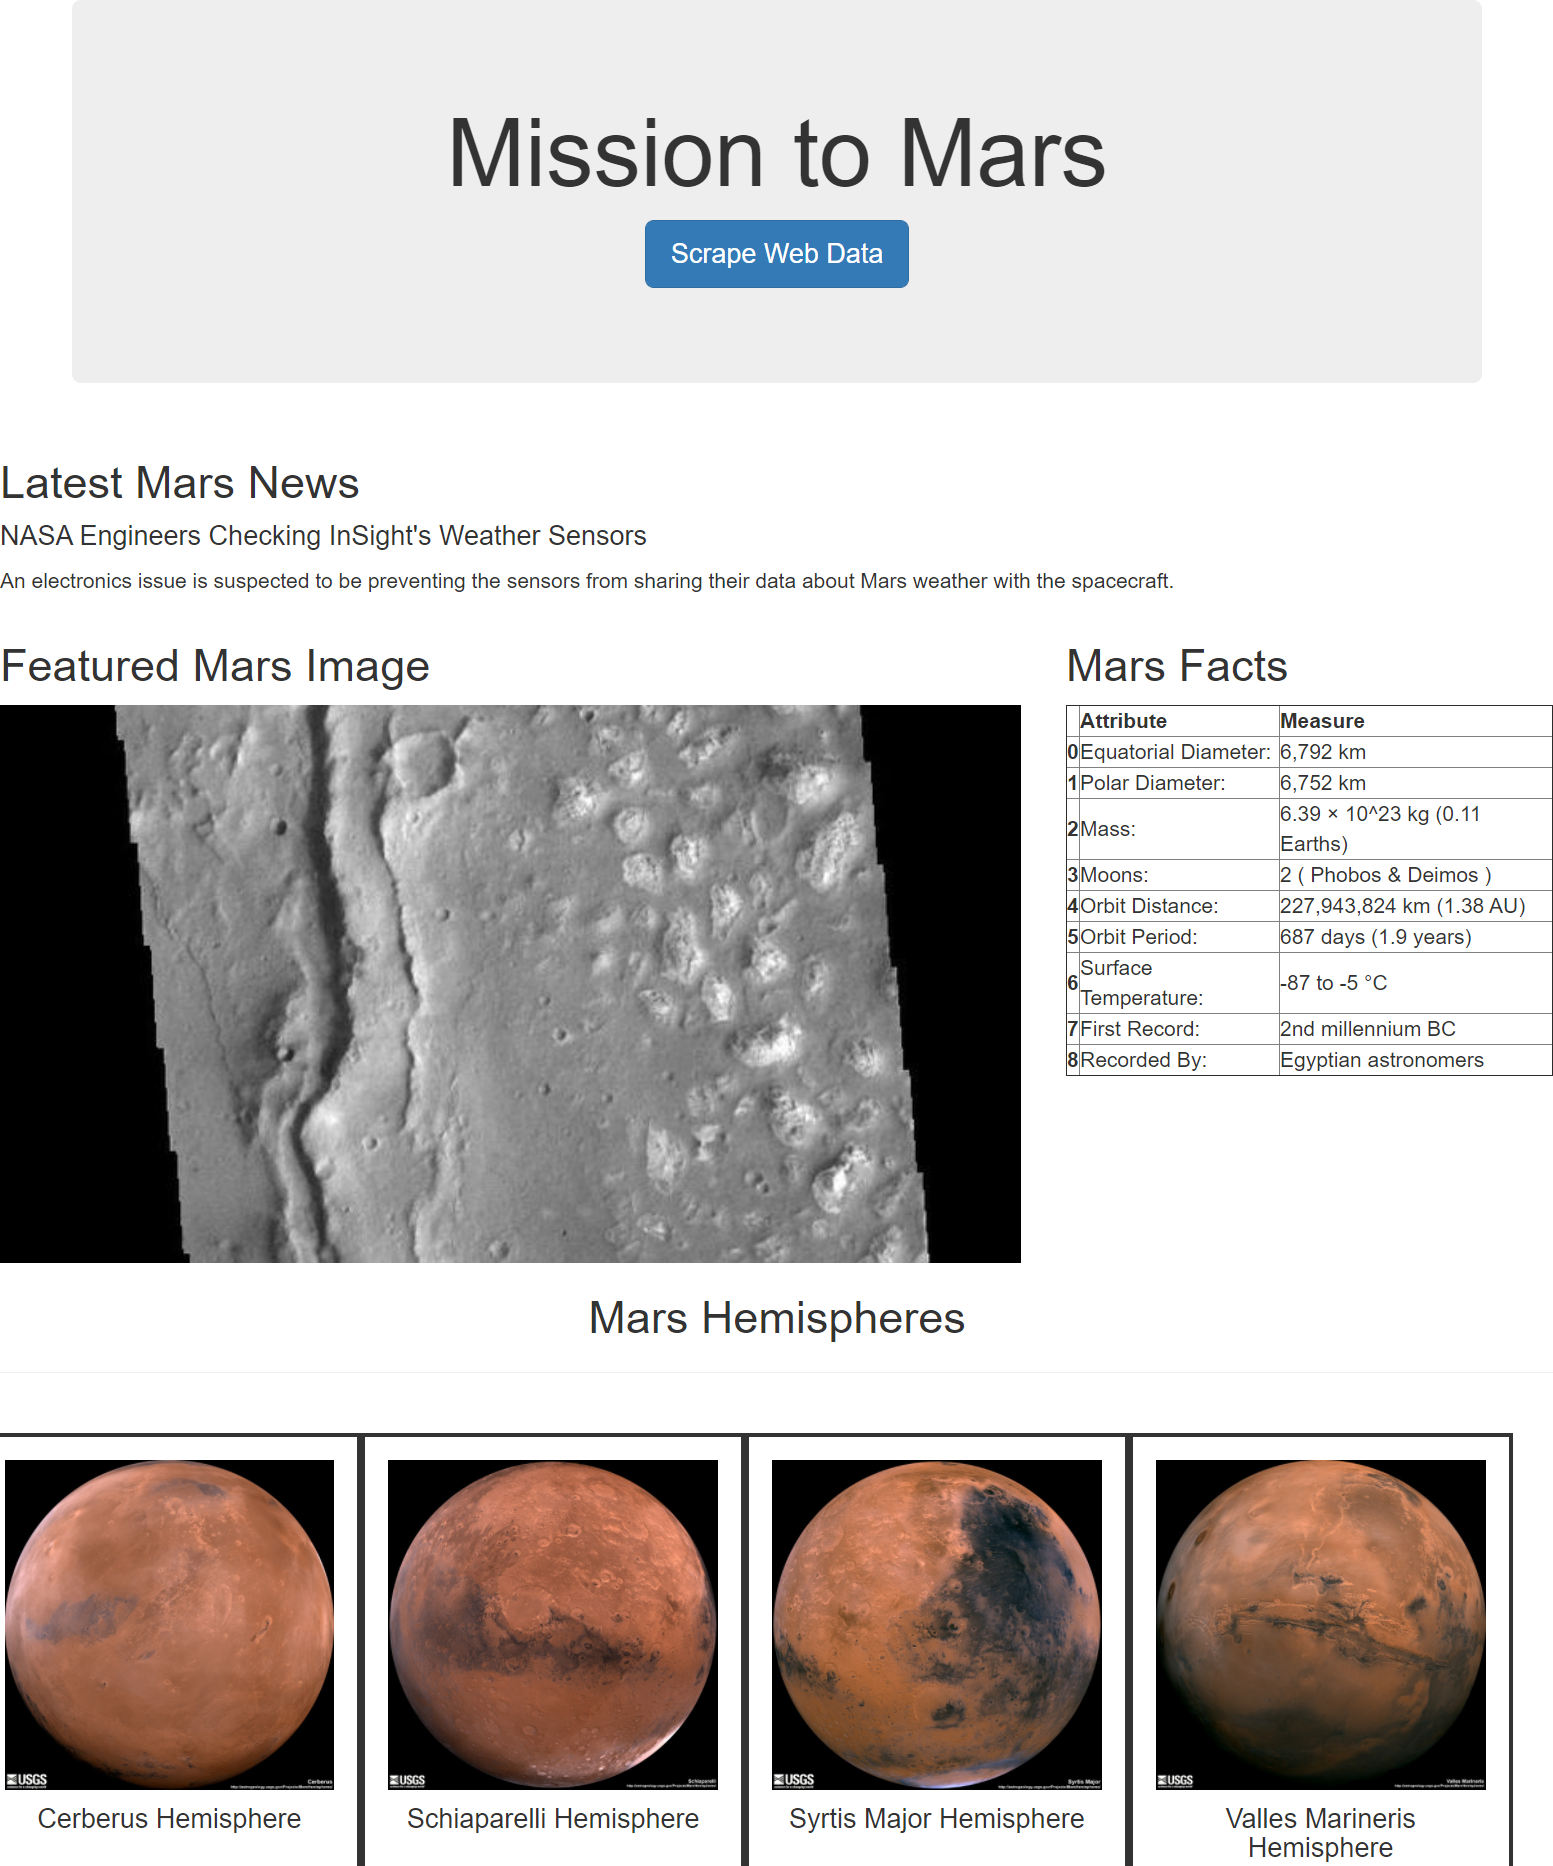 Mission to Mars
Scrape Web Data
Latest Mars News
NASA Engineers Checking InSight's Weather Sensors
An electronics issue is suspected to be preventing the sensors from sharing their data about Mars weather with the spacecraft.
Featured Mars Image
Mars Facts
Attribute Measure
0 Equatorial Diameter: 6,792 km
1 Polar Diameter: 6,752 km
2 Mass: 6.39 × 10^23 kg (0.11
Earths)
3 Moons: 2 ( Phobos & Deimos )
4 Orbit Distance: 227,943,824 km (1.38 AU)
5 Orbit Period: 687 days (1.9 years)
6 Surface
Temperature: -87 to -5 °C
7 First Record: 2nd millennium BC
8 Recorded By: Egyptian astronomers
Mars Hemispheres
USGS
Cerberus
USGS
Schiaparelli
USGS
Syrtis Major
USGS
Valles Marineris
Cerberus Hemisphere
Schiaparelli Hemisphere
Syrtis Major Hemisphere
Valles Marineris
Hemisphere